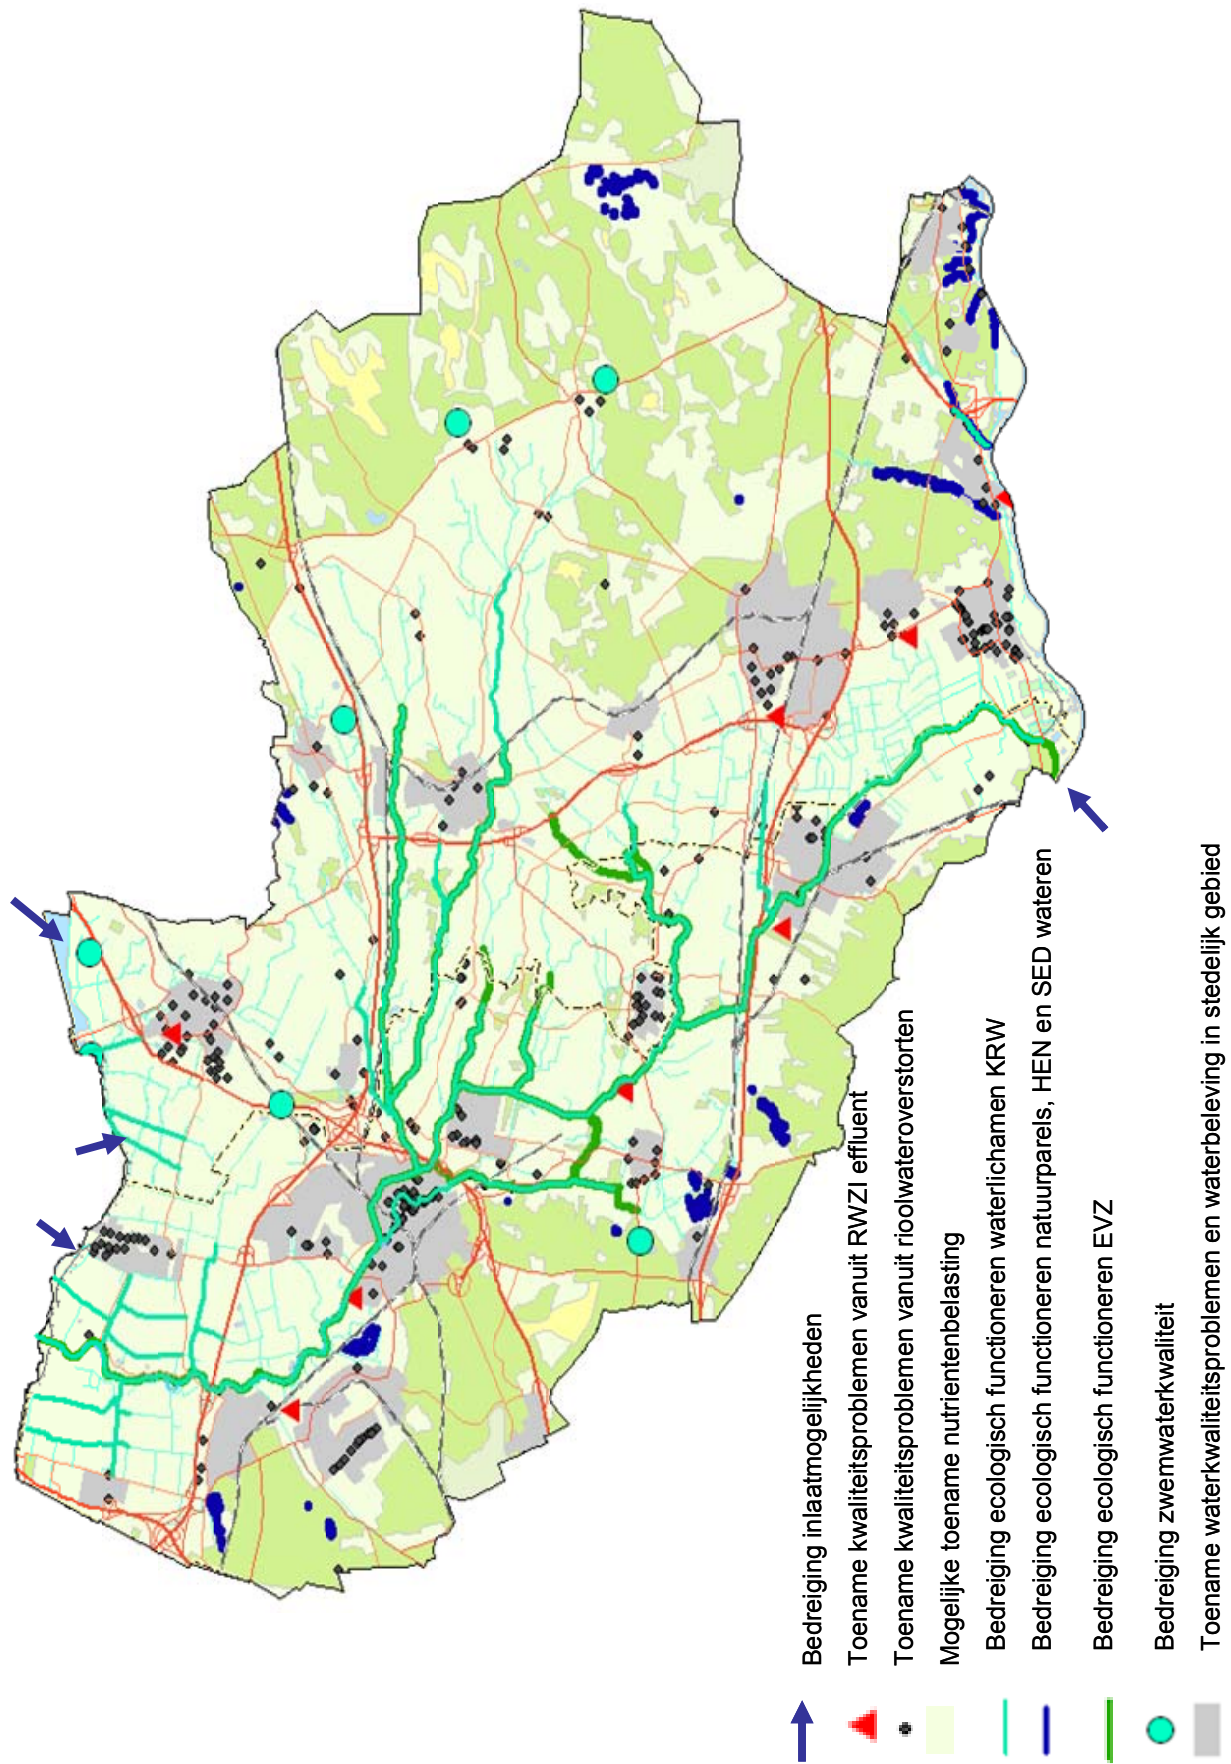 Bedreiging inlaatmogelijkheden
Toename kwaliteitsproblemen vanuit RWZI effluent
Toename kwaliteitsproblemen vanuit rioolwateroverstorten
Mogelijke toename nutrientenbelasting
Bedreiging ecologisch functioneren waterlichamen KRW
Bedreiging ecologisch functioneren natuurparels, HEN en SED wateren
Bedreiging ecologisch functioneren EVZ
Bedreiging zwemwaterkwaliteit
Toename waterkwaliteitsproblemen en waterbeleving in stedelijk gebied